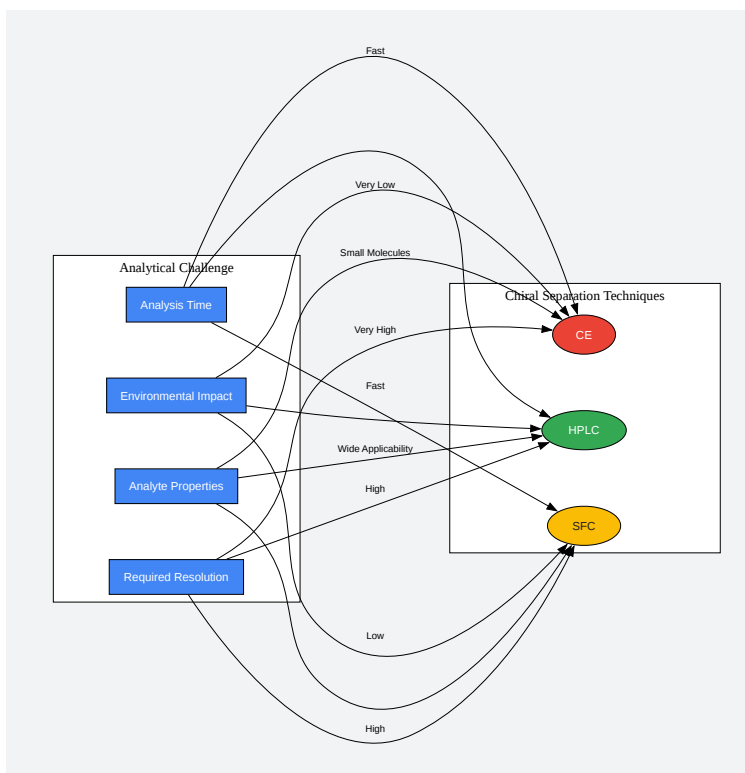 Fast
Very Low
Small Molecules
Analytical Challenge
Chiral Separation Techniques
Analysis Time
Very High
CE
Fast
Environmental Impact
HPLC
Wide Applicability
Analyte Properties
High
SFC
Required Resolution
Low
High